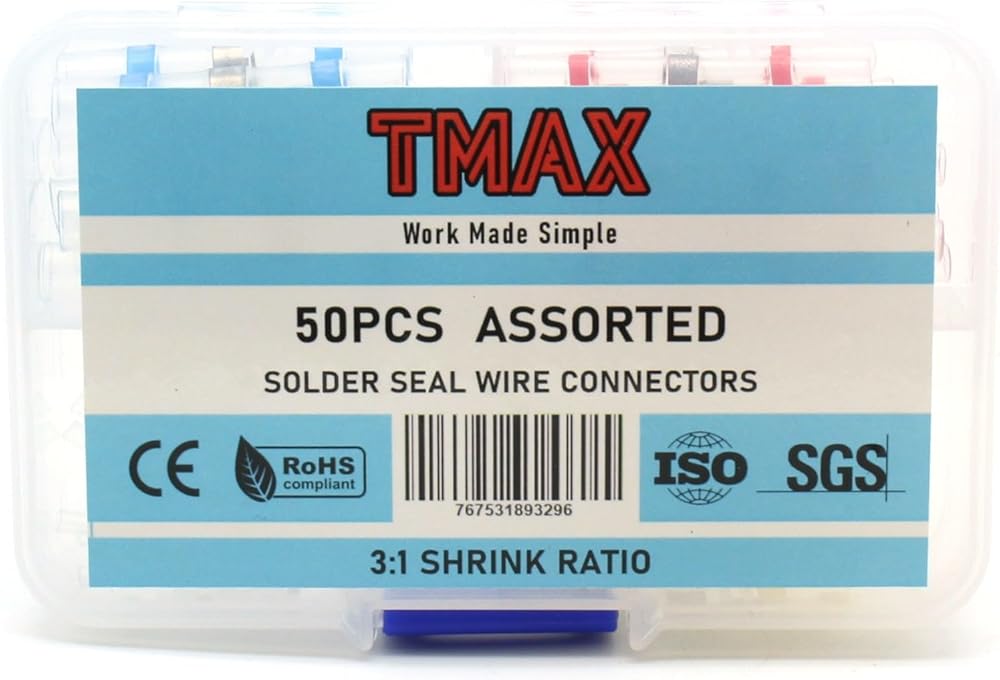 TMAX
Work Made Simple
50PCS ASSORTED
SOLDER SEAL WIRE CONNECTORS
CE
RoHS
compliant
767531893296
ISO
SGS
3:1 SHRINK RATIO